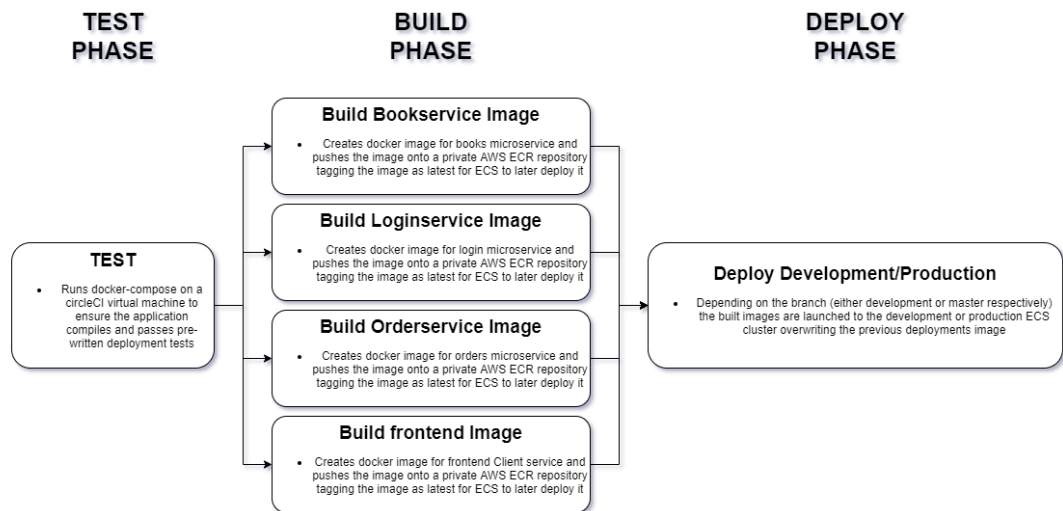 TEST
PHASE
BUILD
PHASE
DEPLOY
PHASE
TEST
• Runs docker-compose on a
circleCI virtual machine to
ensure the application
compiles and passes pre-
written deployment tests
Build Bookservice Image
• Creates docker image for books microservice and
pushes the image onto a private AWS ECR repository
tagging the image as latest for ECS to later deploy it
Build Loginservice Image
• Creates docker image for login microservice and
pushes the image onto a private AWS ECR repository
tagging the image as latest for ECS to later deploy it
Build Orderservice Image
• Creates docker image for orders microservice and
pushes the image onto a private AWS ECR repository
tagging the image as latest for ECS to later deploy it
Build frontend Image
• Creates docker image for frontend Client service and
pushes the image onto a private AWS ECR repository
tagging the image as latest for ECS to later deploy it
Deploy Development/Production
• Depending on the branch (either development or master respectively)
the built images are launched to the development or production ECS
cluster overwriting the previous deployments image